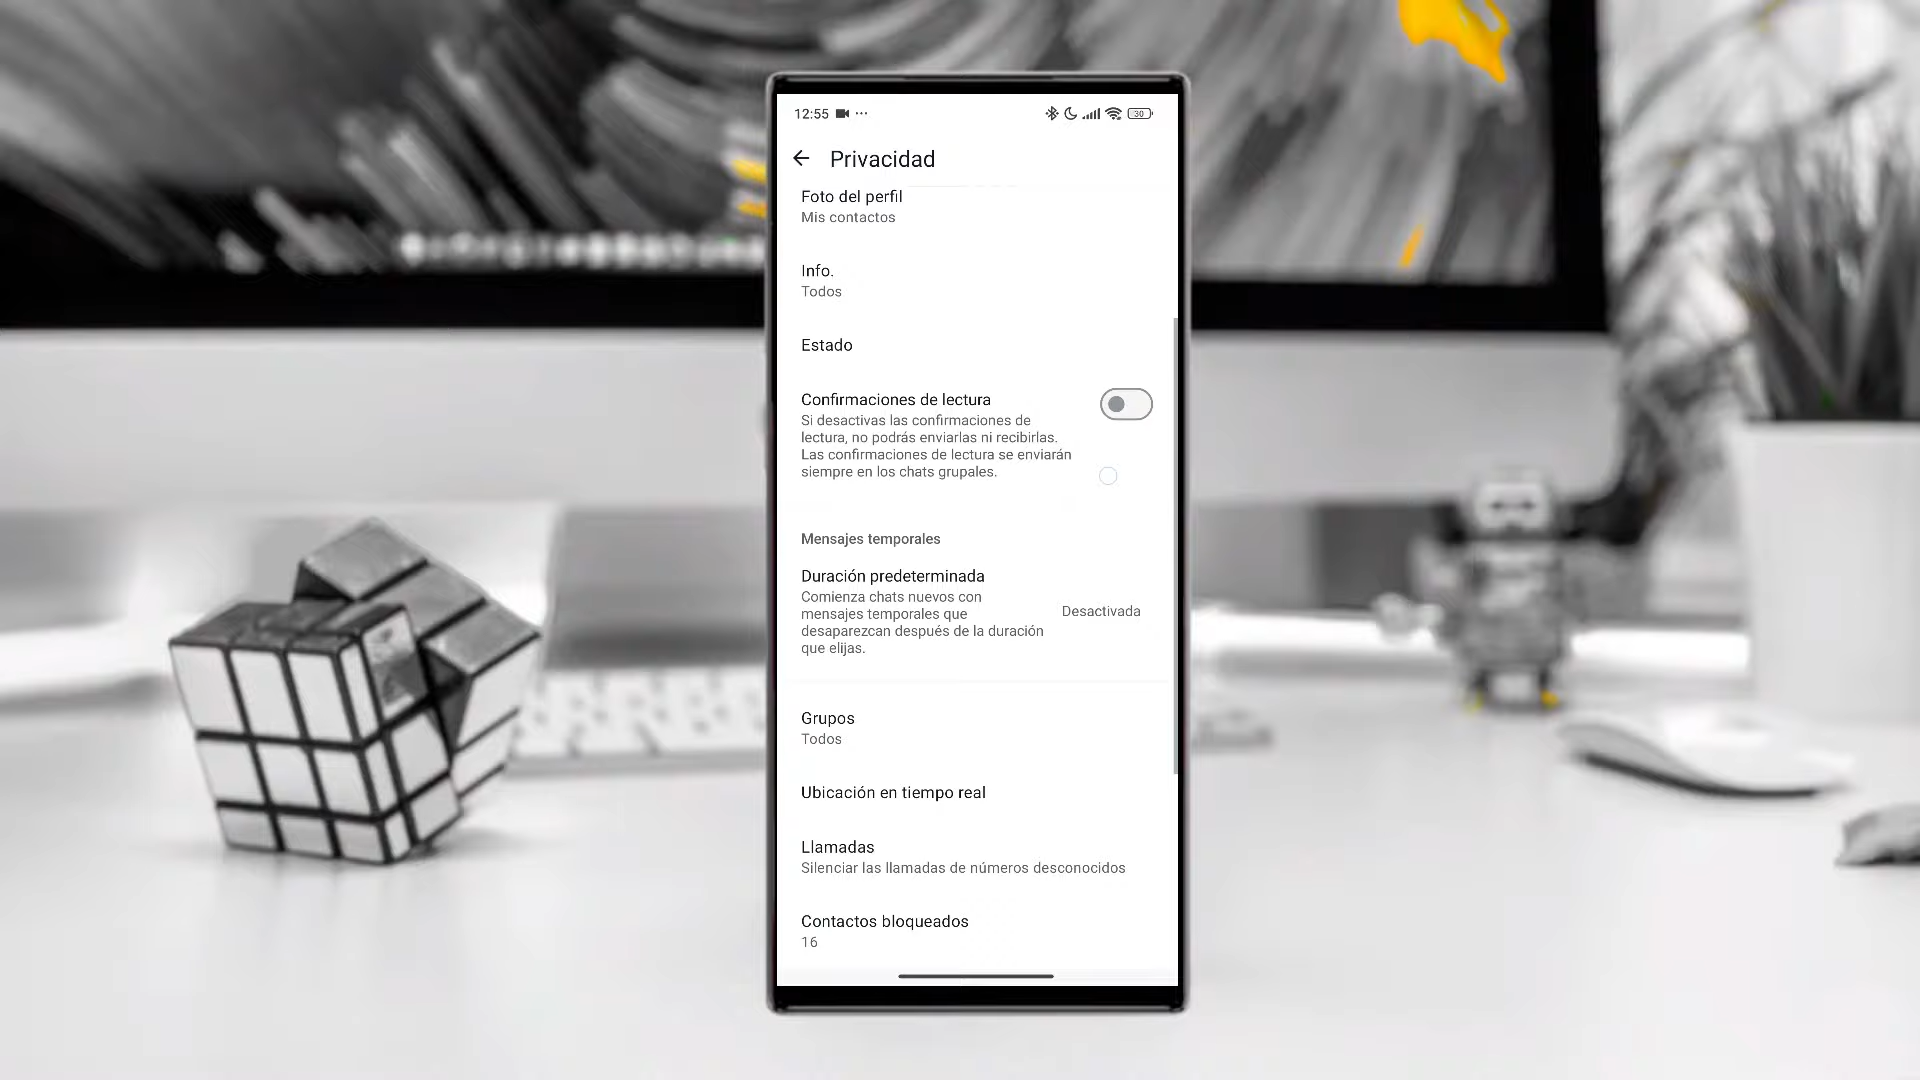 12:55
30
Privacidad
Foto del perfil
Mis contactos
Info.
Todos
Estado
Confirmaciones de lectura
Si desactivas las confirmaciones de
lectura, no podrás enviarlas ni recibirlas.
Las confirmaciones de lectura se enviarán
siempre en los chats grupales.
Mensajes temporales
Duración predeterminada
Comienza chats nuevos con
mensajes temporales que
desaparezcan después de la duración
que elijas.
Desactivada
Grupos
Todos
Ubicación en tiempo real
Llamadas
Silenciar las llamadas de números desconocidos
Contactos bloqueados
16